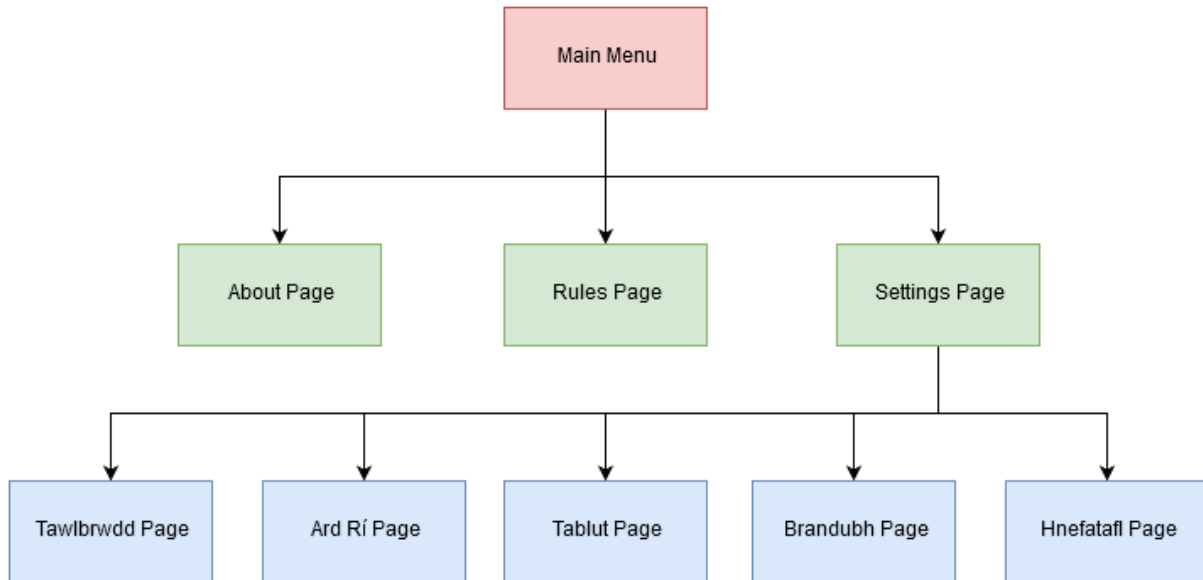 Main Menu
About Page
Rules Page
Settings Page
Tawlbrwdd Page
Ard Rí Page
Tablut Page
Brandubh Page
Hnefatafl Page